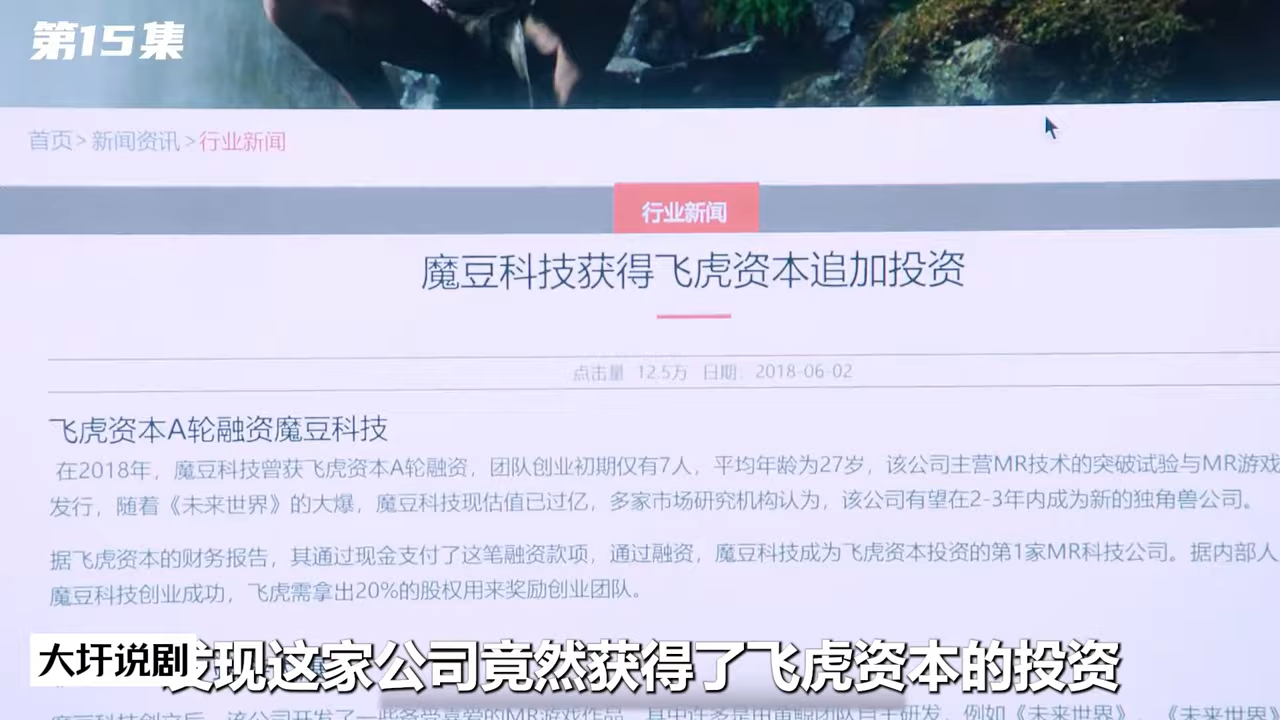 第15集
首页>新闻资讯>行业新闻
行业新闻
魔豆科技获得飞虎资本追加投资
点击量 12.5万 日期: 2018-06-02
飞虎资本A轮融资魔豆科技
在2018年，魔豆科技曾获飞虎资本A轮融资，团队创业初期仅有7人，平均年龄为27岁，该公司主营MR技术的突破试验与MR游戏
发行，随着《未来世界》的大爆，魔豆科技现估值已过亿，多家市场研究机构认为，该公司有望在2-3年内成为新的独角兽公司。
据飞虎资本的财务报告，其通过现金支付了这笔融资款项，通过融资，魔豆科技成为飞虎资本投资的第1家MR科技公司。据内部人
魔豆科技创业成功，飞虎需拿出20%的股权用来奖励创业团队。
大圩说剧
发现这家公司竟然获得了飞虎资本的投资